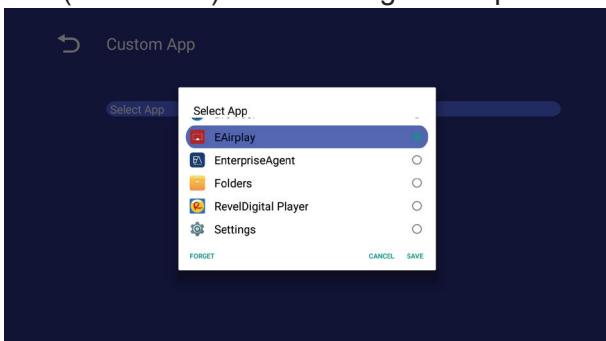 Custom App
Select App
Select App
EAirplay
EnterpriseAgent
Folders
RevelDigital Player
Settings
FORGET CANCEL SAVE